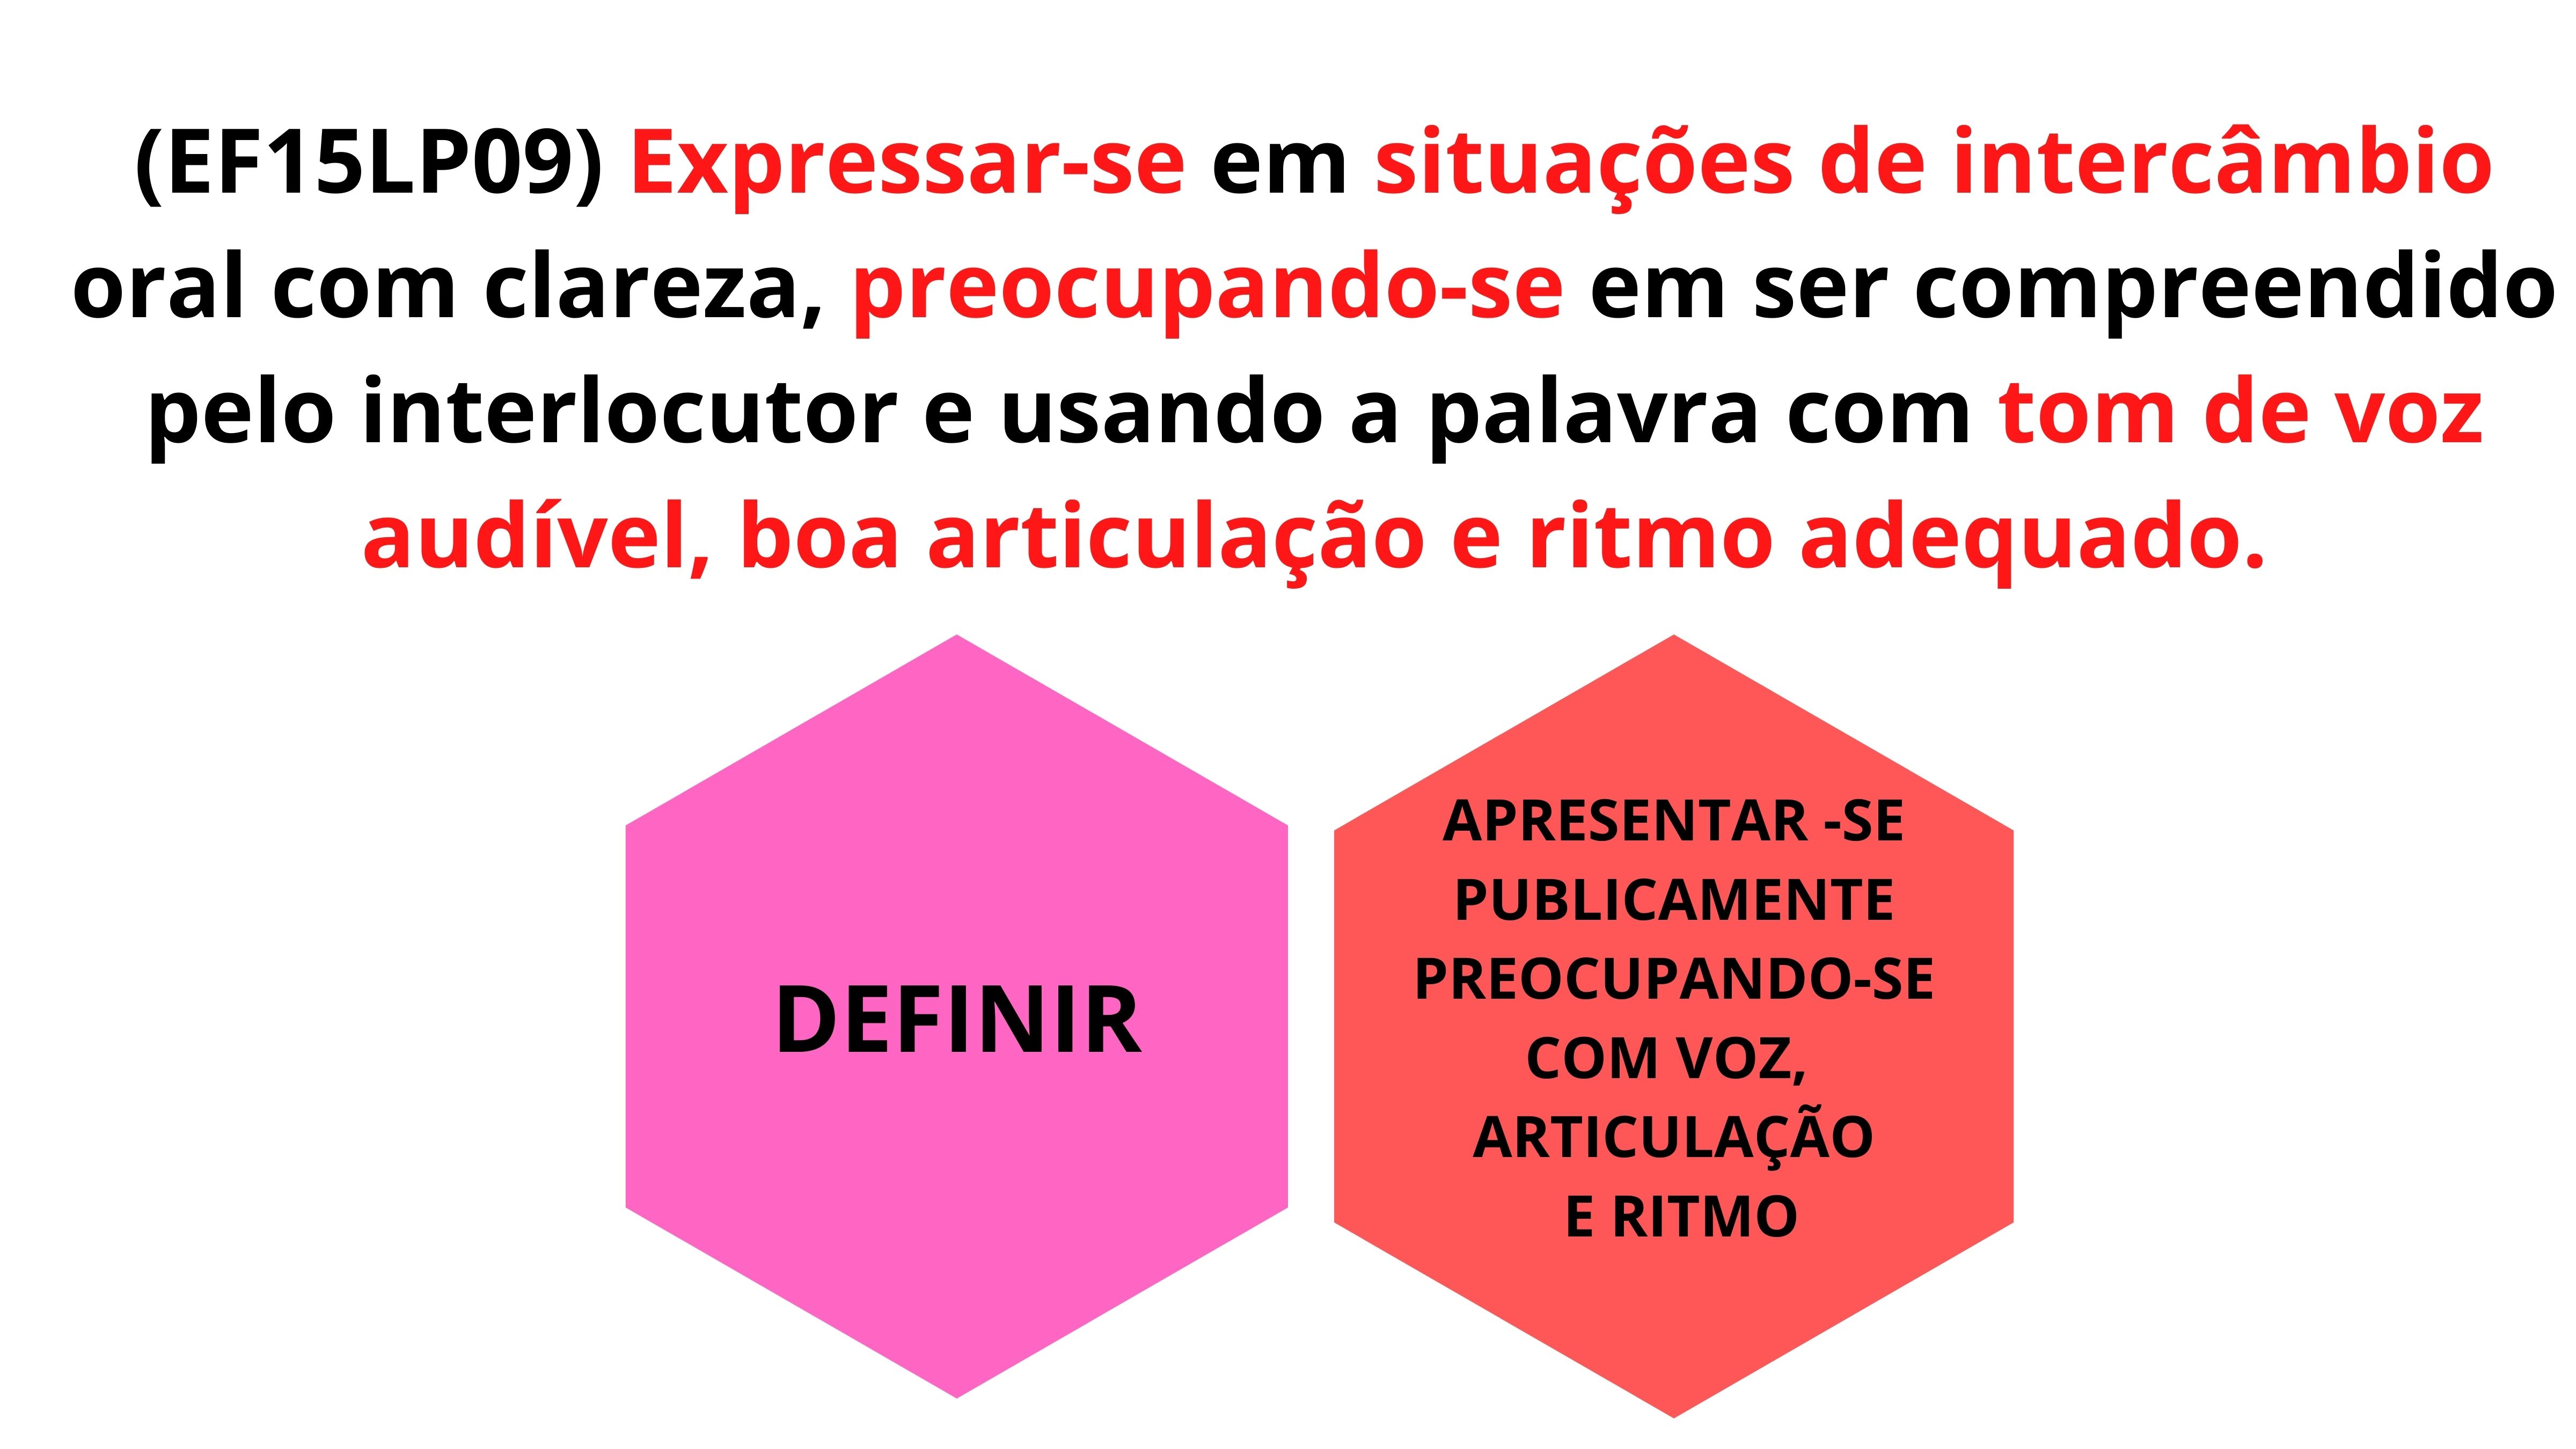 (EF15LP09) Expressar-se em situações de intercâmbio
oral com clareza, preocupando-se em ser compreendido
pelo interlocutor e usando a palavra com tom de voz
audível, boa articulação e ritmo adequado.
DEFINIR
APRESENTAR -SE
PUBLICAMENTE
PREOCUPANDO-SE
COM VOZ,
ARTICULAÇÃO
E RITMO